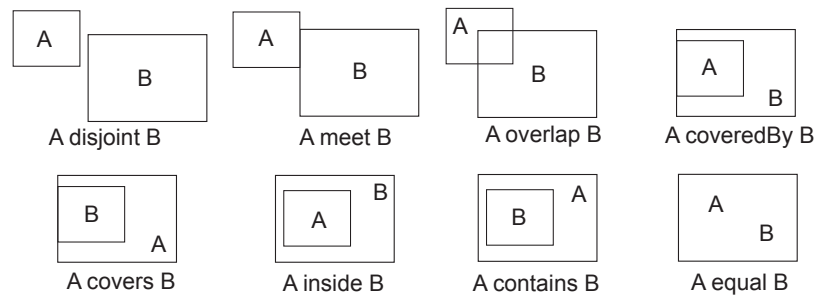 A
B
A disjoint B
A
B
A meet B
A
B
A overlap B
A
B
A coveredBy B
B
A
A covers B
B
A
A inside B
A
B
A contains B
A
B
A equal B